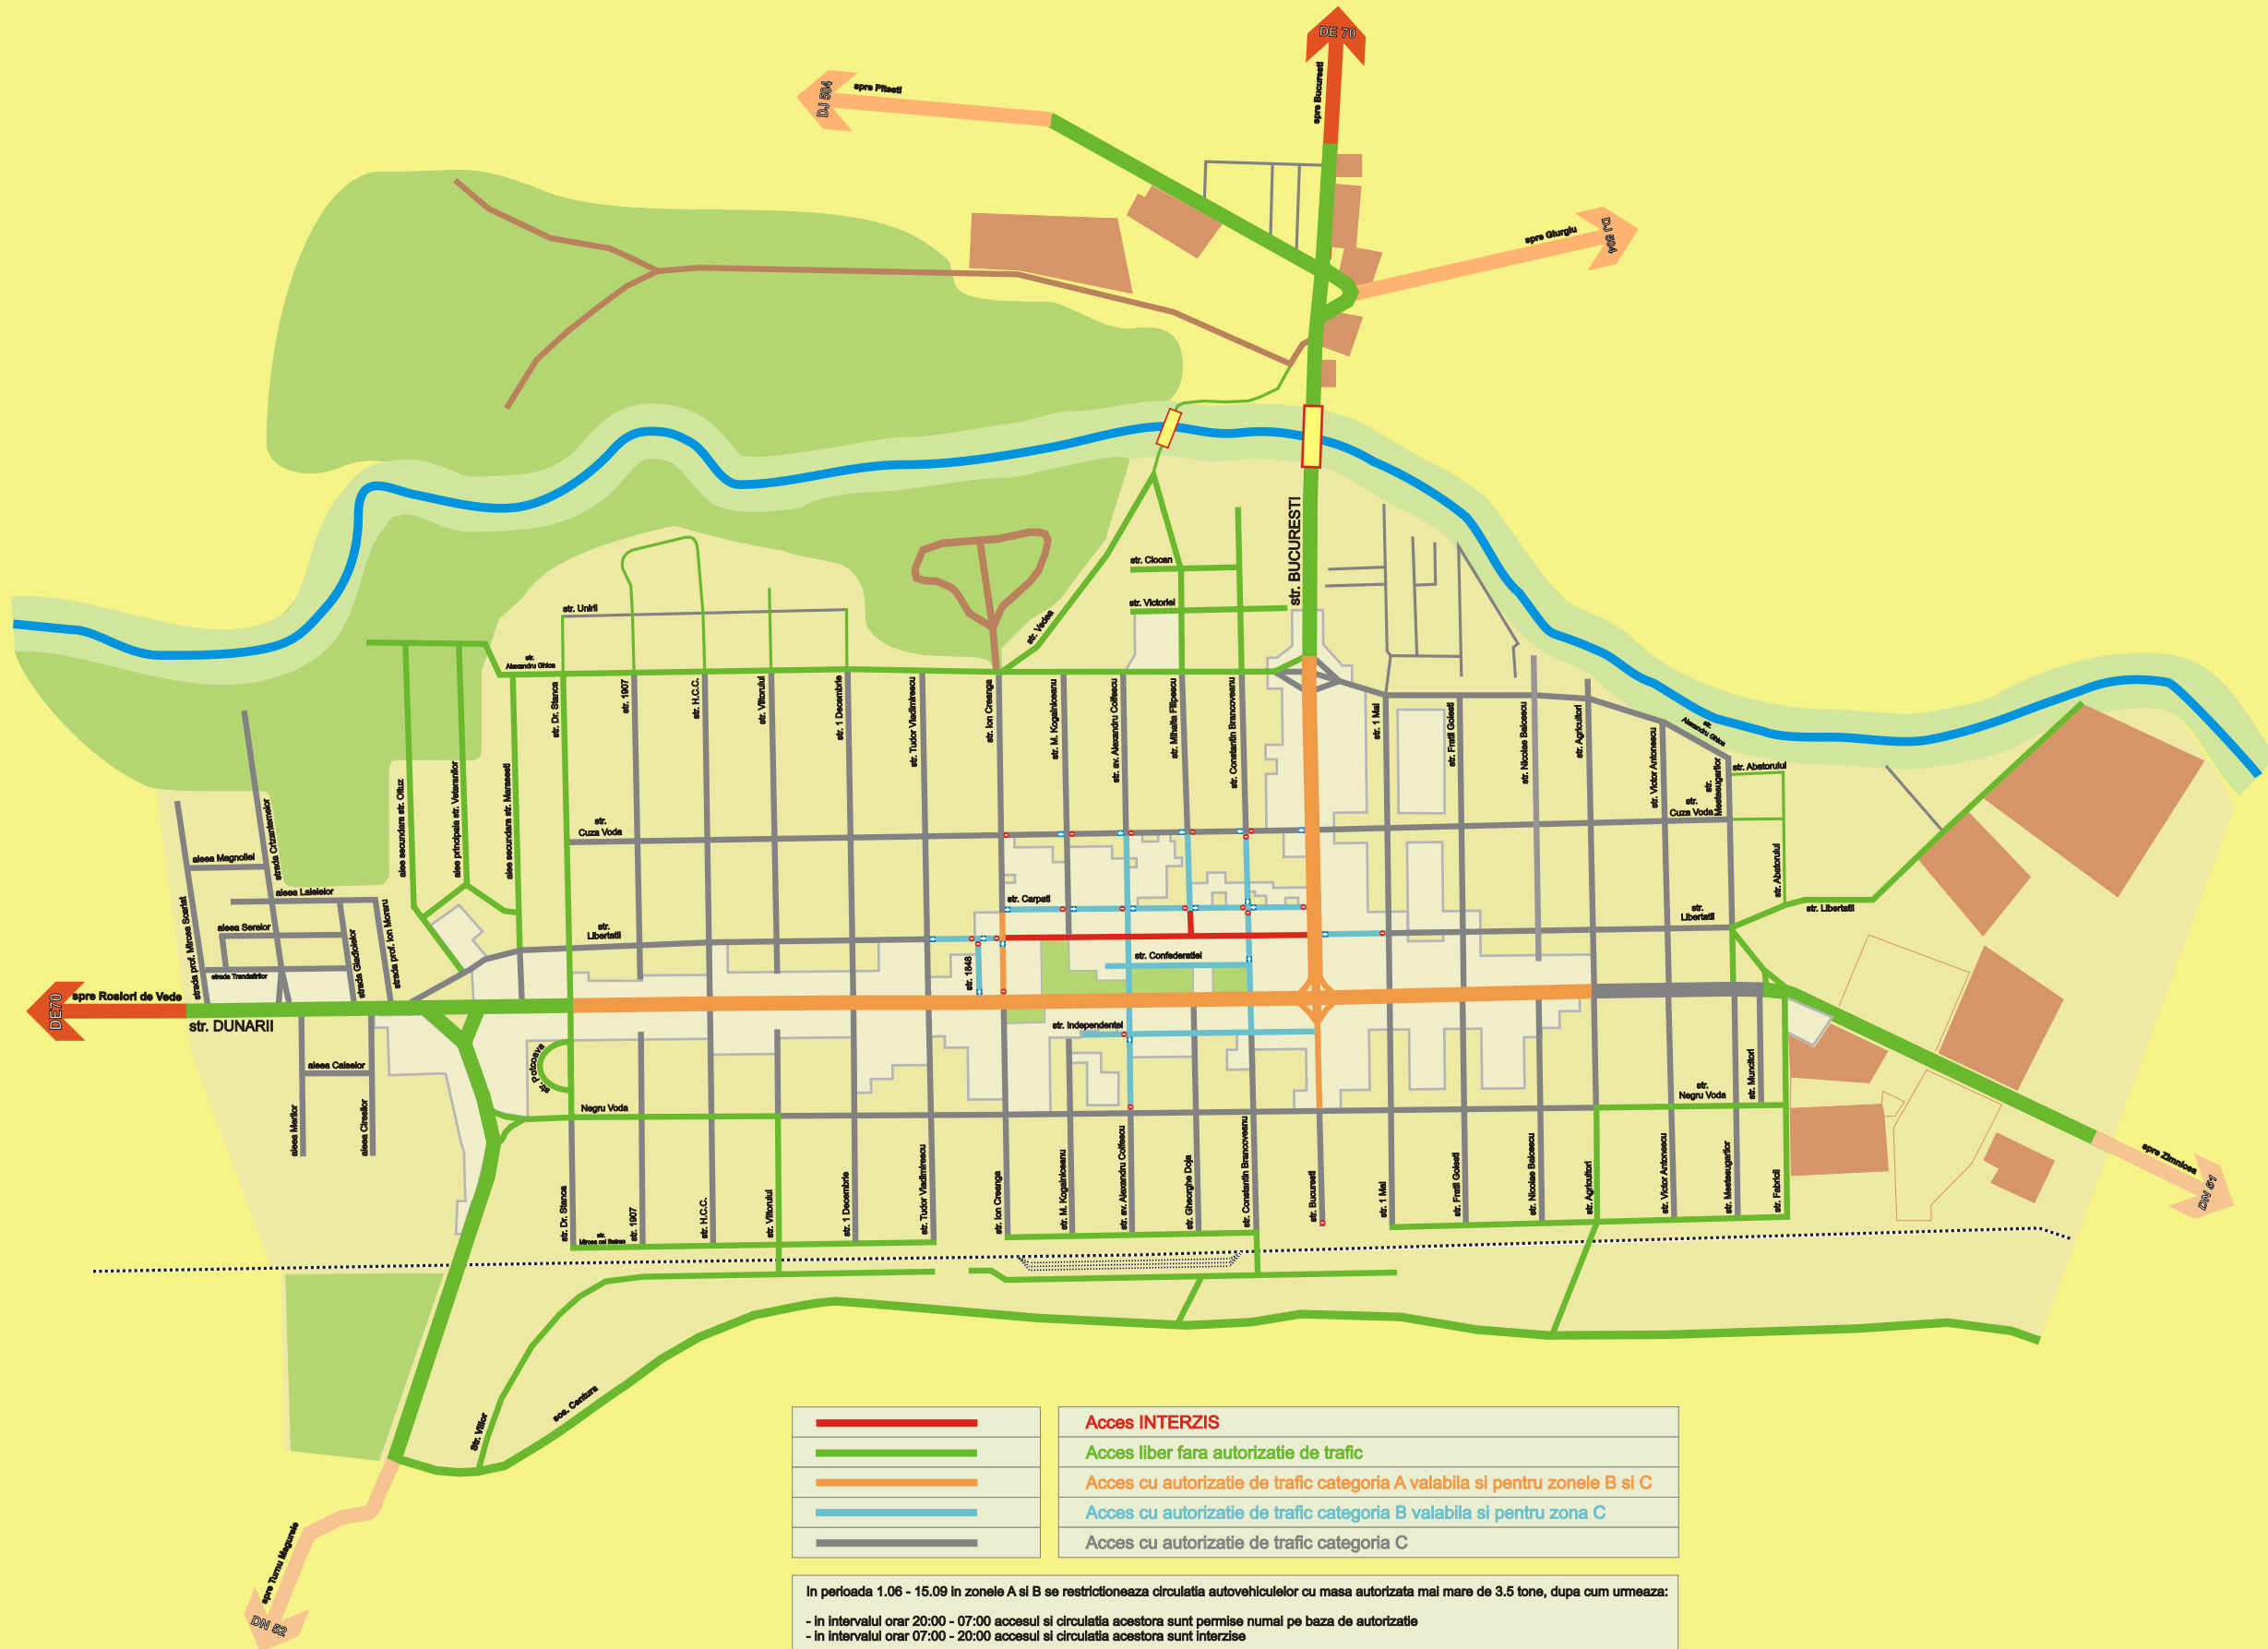 DE 70
spre Bucuresti
DJ 504
spre Pitesti
spre Giurgiu
DJ 504
str. BUCURESTI
str. Ciocan
str. Victoriei
str. Vedea
str. Unirii
str.
Alexandru Ghica
str. Dr. Stanca
str. 1907
str. H.C.C.
str. Viitorului
str. 1 Decembrie
str. Tudor Vladimirescu
str. Ion Creanga
str. M. Kogalniceanu
str. av. Alexandru Colfescu
str. Mihaita Filipescu
str. Constantin Brancoveanu
str. 1 Mai
str. Fratii Golesti
str. Nicolae Balcescu
str. Agricultori
str. Victor Antonescu
str.
Alexandru Ghica
str.
Mestesugarilor
str. Abatorului
str. Abatorului
str.
Cuza Voda
str.
Cuza Voda
alee secundara str. Oituz
alee principala str. Veteranilor
alee secundara str. Marasesti
strada Crizantemelor
aleea Magnoliei
aleea Lalelelor
aleea Serelor
strada Trandafirilor
strada prof. Mircea Scarlat
strada Gladiolelor
strada prof. Ion Moraru
str.
Libertatii
str.
Libertatii
str. Libertatii
str. Carpati
str. 1848
str. Confederatiei
str. Independentei
DE70
spre Rosiori de Vede
str. DUNARII
aleea Caiselor
aleea Merilor
aleea Ciresilor
str. Potcoava
Negru Voda
str.
Negru Voda
str. Muncitori
str. Dr. Stanca
str.
Mircea cel Batran
str. 1907
str. H.C.C.
str. Viitorului
str. 1 Decembrie
str. Tudor Vladimirescu
str. Ion Creanga
str. M. Kogalniceanu
str. av. Alexandru Colfescu
str. Gheorghe Doja
str. Constantin Brancoveanu
str. Bucuresti
str. 1 Mai
str. Fratii Golesti
str. Nicolae Balcescu
str. Agricultori
str. Victor Antonescu
str. Mestesugarilor
str. Fabricii
spre Zimnicea
DN 51
Str. Viilor
sos. Centura
spre Turnu Magurele
DN 52
Acces INTERZIS
Acces liber fara autorizatie de trafic
Acces cu autorizatie de trafic categoria A valabila si pentru zonele B si C
Acces cu autorizatie de trafic categoria B valabila si pentru zona C
Acces cu autorizatie de trafic categoria C
In perioada 1.06 - 15.09 in zonele A si B se restrictioneaza circulatia autovehiculelor cu masa autorizata mai mare de 3.5 tone, dupa cum urmeaza:
- in intervalul orar 20:00 - 07:00 accesul si circulatia acestora sunt permise numai pe baza de autorizatie
- in intervalul orar 07:00 - 20:00 accesul si circulatia acestora sunt interzise